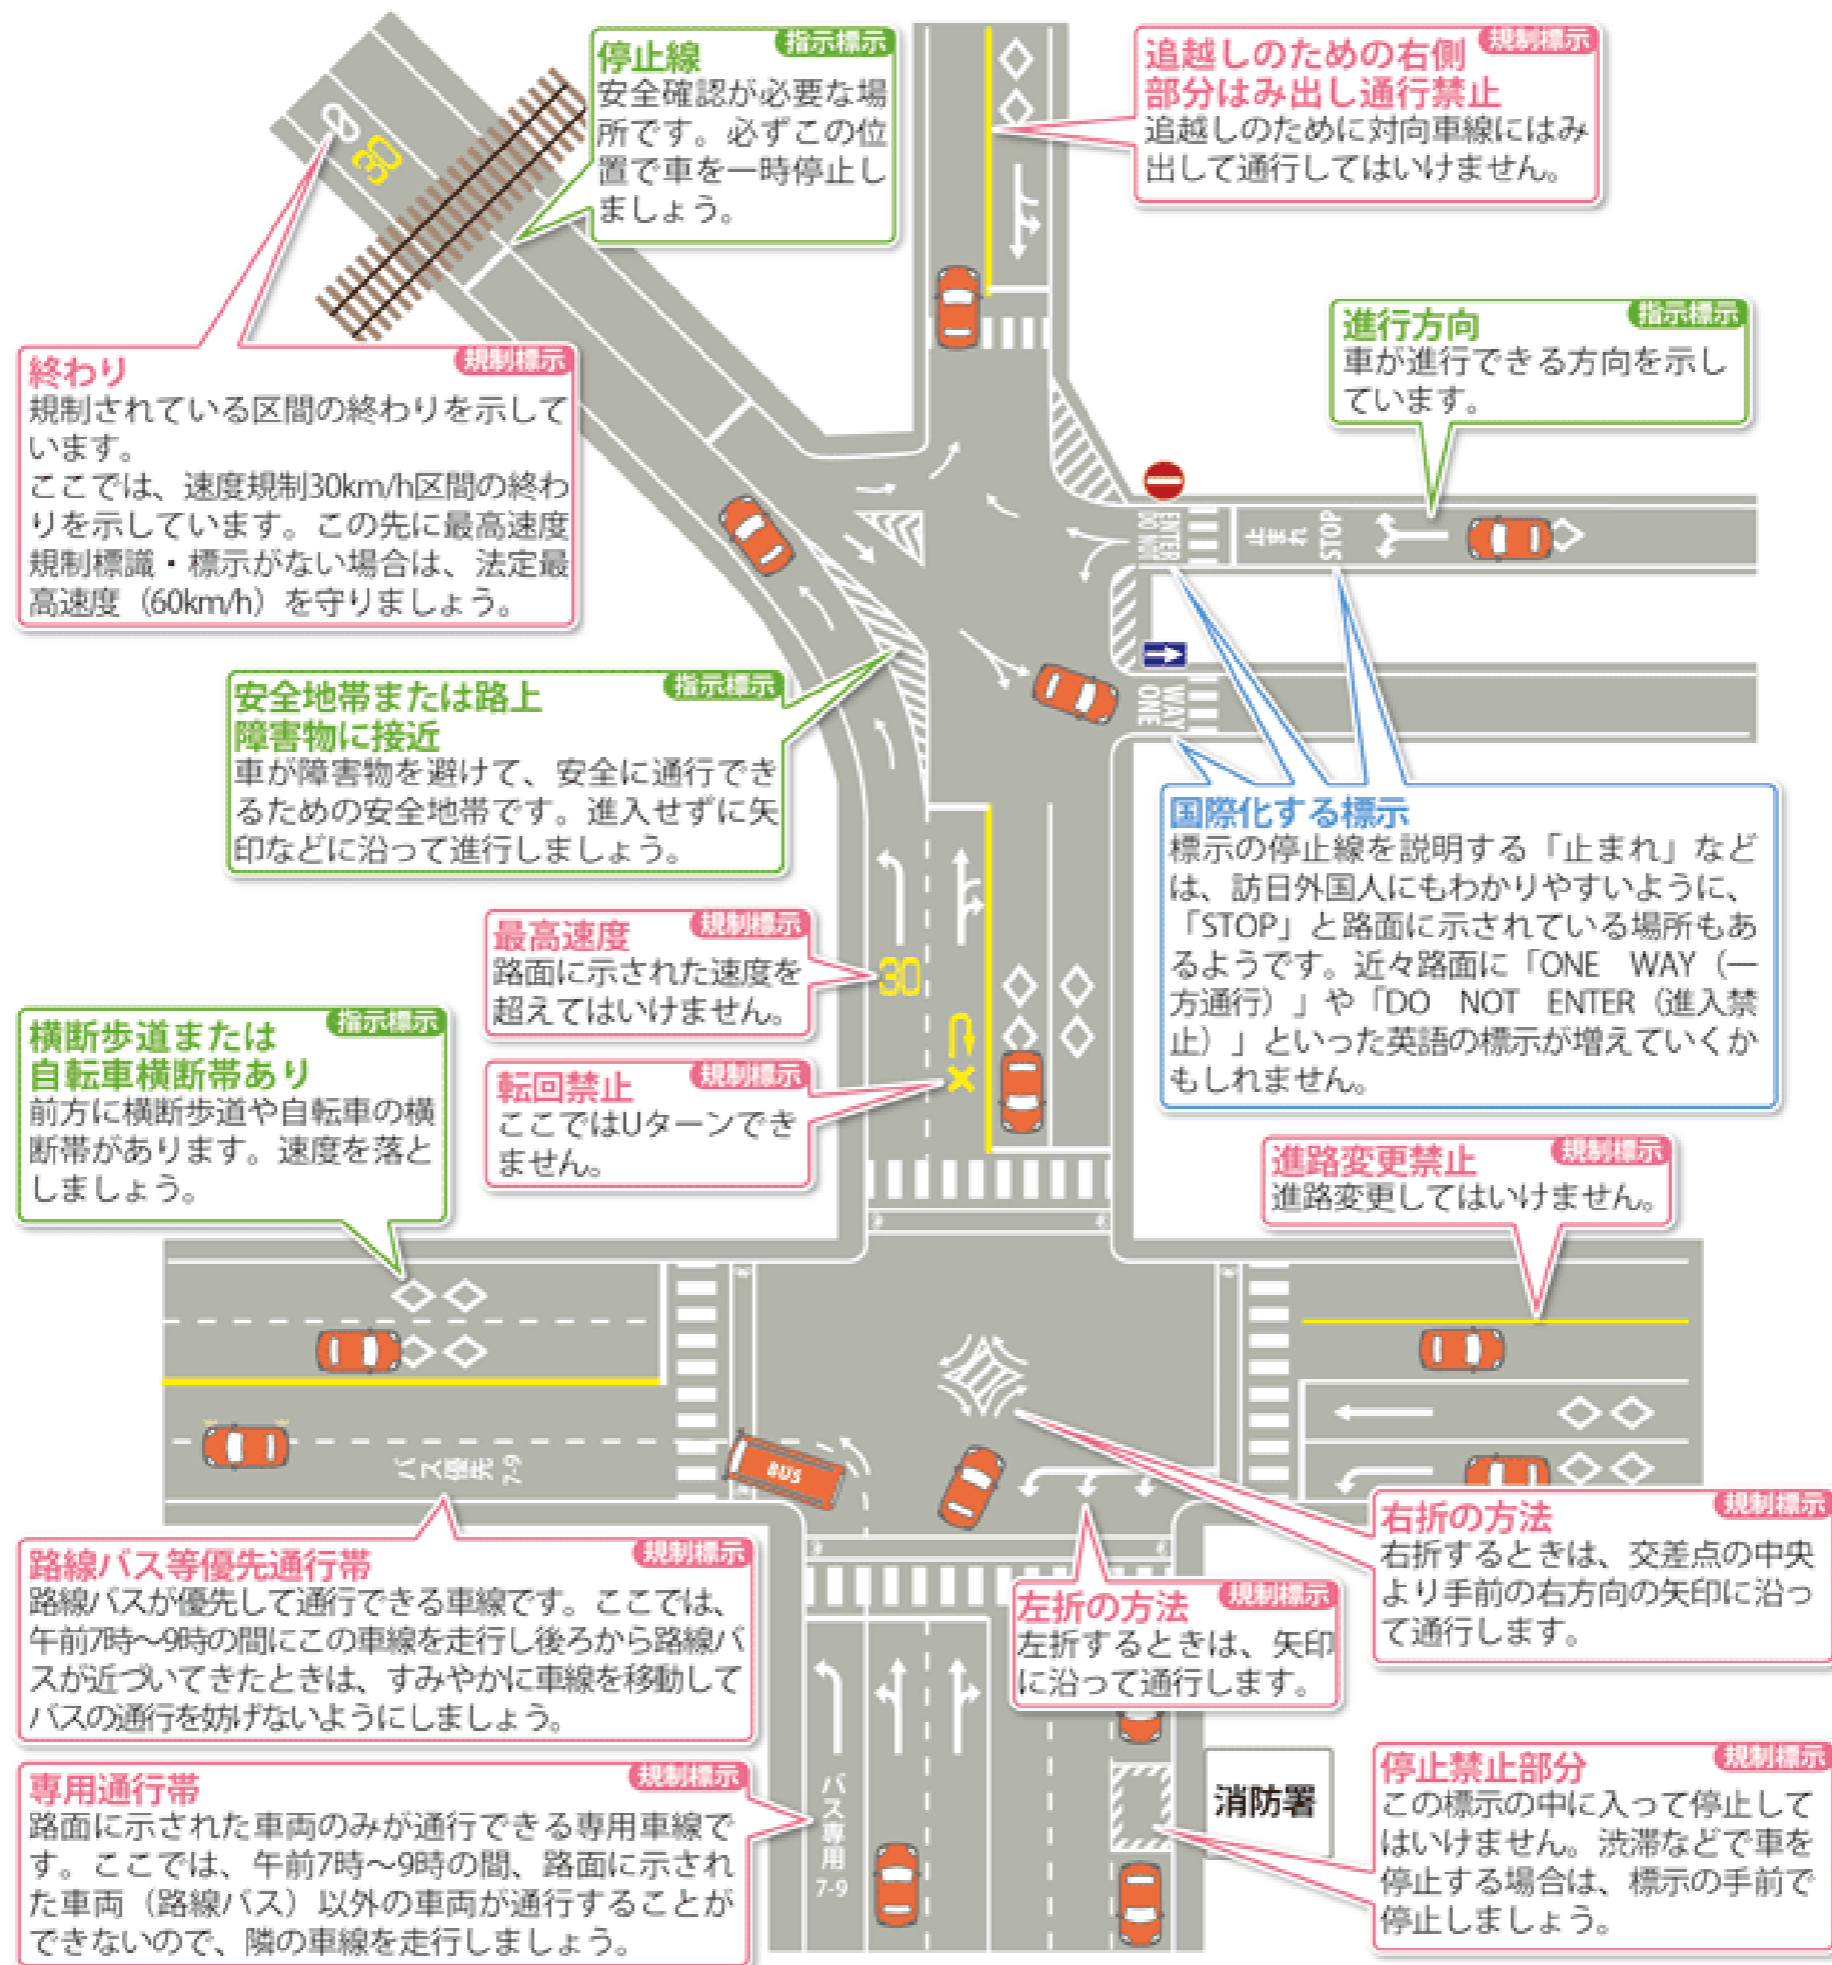 停止線
指示標示
安全確認が必要な場
所です。必ずこの位
置で車を一時停止し
ましょう。
追越しのための右側
規制標示
部分はみ出し通行禁止
追越しのために対向車線にはみ
出して通行してはいけません。
30
終わり
規制標示
規制されている区間の終わりを示して
います。
ここでは、速度規制30km/h区間の終わ
りを示しています。この先に最高速度
規制標識・標示がない場合は、法定最
高速度（60km/h）を守りましょう。
進行方向
指示標示
車が進行できる方向を示し
ています。
DO NOT
ENTER
止まれ
STOP
安全地帯または路上
指示標示
障害物に接近
車が障害物を避けて、安全に通行でき
るための安全地帯です。進入せずに矢
印などに沿って進行しましょう。
ONE
WAY
国際化する標示
標示の停止線を説明する「止まれ」など
は、訪日外国人にもわかりやすいように、
「STOP」と路面に示されている場所もあ
るようです。近々路面に「ONE　WAY（一
方通行）」や「DO　NOT　ENTER（進入禁
止）」といった英語の標示が増えていくか
もしれません。
最高速度
規制標示
路面に示された速度を
超えてはいけません。
30
転回禁止
規制標示
ここではUターンでき
ません。
横断歩道または
指示標示
自転車横断帯あり
前方に横断歩道や自転車の横
断帯があります。速度を落と
しましょう。
進路変更禁止
規制標示
進路変更してはいけません。
バス優先
7-9
BUS
路線バス等優先通行帯
規制標示
路線バスが優先して通行できる車線です。ここでは、
午前7時～9時の間にこの車線を走行し後ろから路線バ
スが近づいてきたときは、すみやかに車線を移動して
バスの通行を妨げないようにしましょう。
左折の方法
規制標示
左折するときは、矢印
に沿って通行します。
右折の方法
規制標示
右折するときは、交差点の中央
より手前の右方向の矢印に沿っ
て通行します。
専用通行帯
規制標示
路面に示された車両のみが通行できる専用車線で
す。ここでは、午前7時～9時の間、路面に示され
た車両（路線バス）以外の車両が通行することが
できないので、隣の車線を走行しましょう。
バス専用
7-9
消防署
停止禁止部分
規制標示
この標示の中に入って停止して
はいけません。渋滞などで車を
停止する場合は、標示の手前で
停止しましょう。